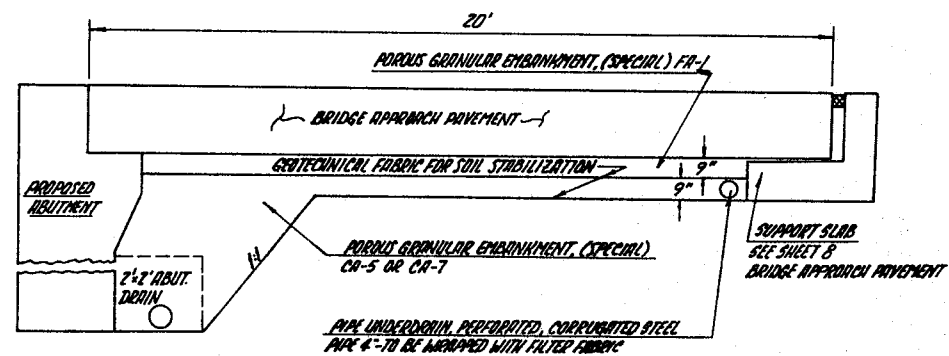 20'
POROUS GRANULAR EMBANKMENT, (SPECIAL) FA-1
BRIDGE APPROACH PAVEMENT
GEOTECHNICAL FABRIC FOR SOIL STABILIZATION
9"
9"
PROPOSED
ABUTMENT
1:1
POROUS GRANULAR EMBANKMENT, (SPECIAL)
CA-5 OR CA-7
SUPPORT SLAB
SEE SHEET 8
BRIDGE APPROACH PAVEMENT
2'x2' ABUT.
DRAIN
PIPE UNDERDRAIN, PERFORATED, CORRUGATED STEEL
PIPE 4"-TO BE WRAPPED WITH FILTER FABRIC